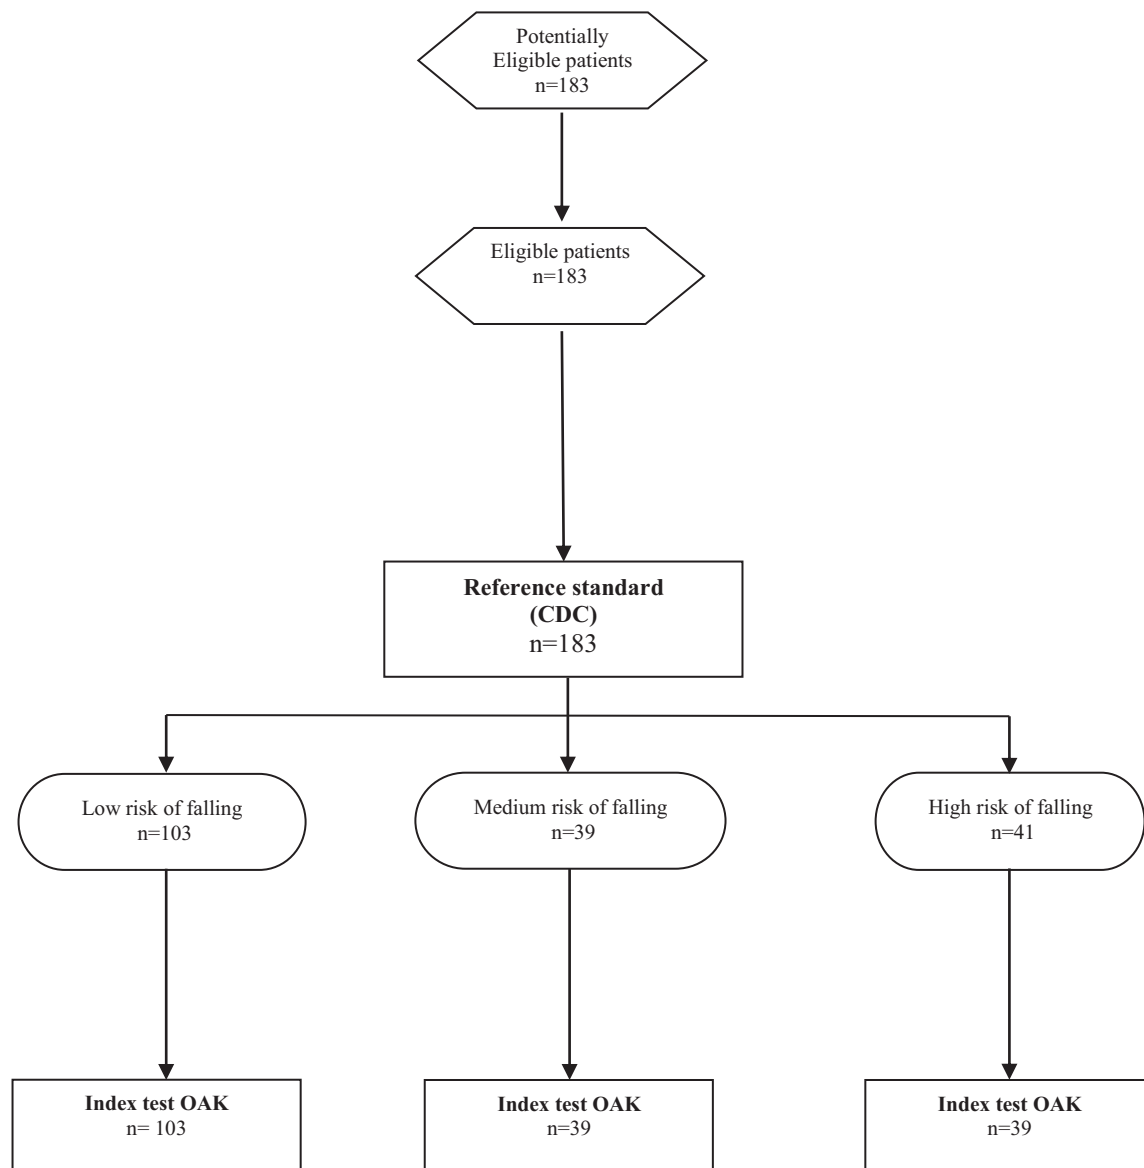 Potentially
Eligible patients
n=183
Eligible patients
n=183
Reference standard
(CDC)
n=183
Low risk of falling
n=103
Medium risk of falling
n=39
High risk of falling
n=41
Index test OAK
n= 103
Index test OAK
n=39
Index test OAK
n=39